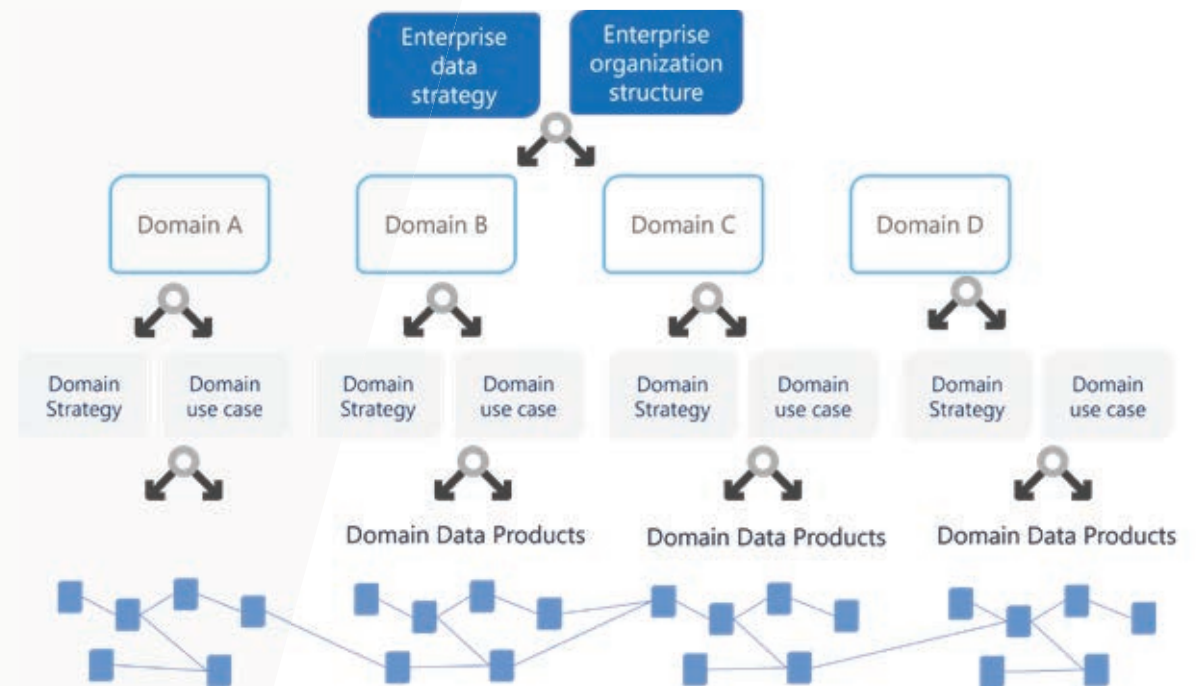 Enterprise
data
strategy
Enterprise
organization
structure
Domain A
Domain B
Domain C
Domain D
Domain
Strategy
Domain
use case
Domain
Strategy
Domain
use case
Domain
Strategy
Domain
use case
Domain
Strategy
Domain
use case
Domain Data Products
Domain Data Products
Domain Data Products